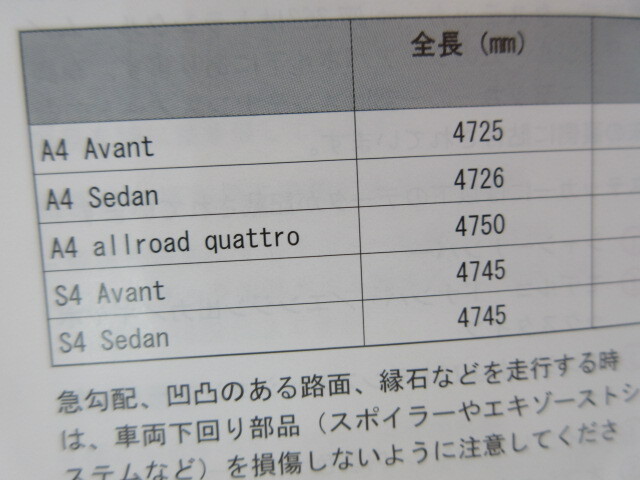 全長 (mm)
A4 Avant 4725
A4 Sedan 4726
A4 allroad quattro 4750
S4 Avant 4745
S4 Sedan 4745
急勾配、凹凸のある路面、縁石などを走行する時
は、車両下回り部品（スポイラーやエキゾーストシ
ステムなど）を損傷しないように注意してくださ